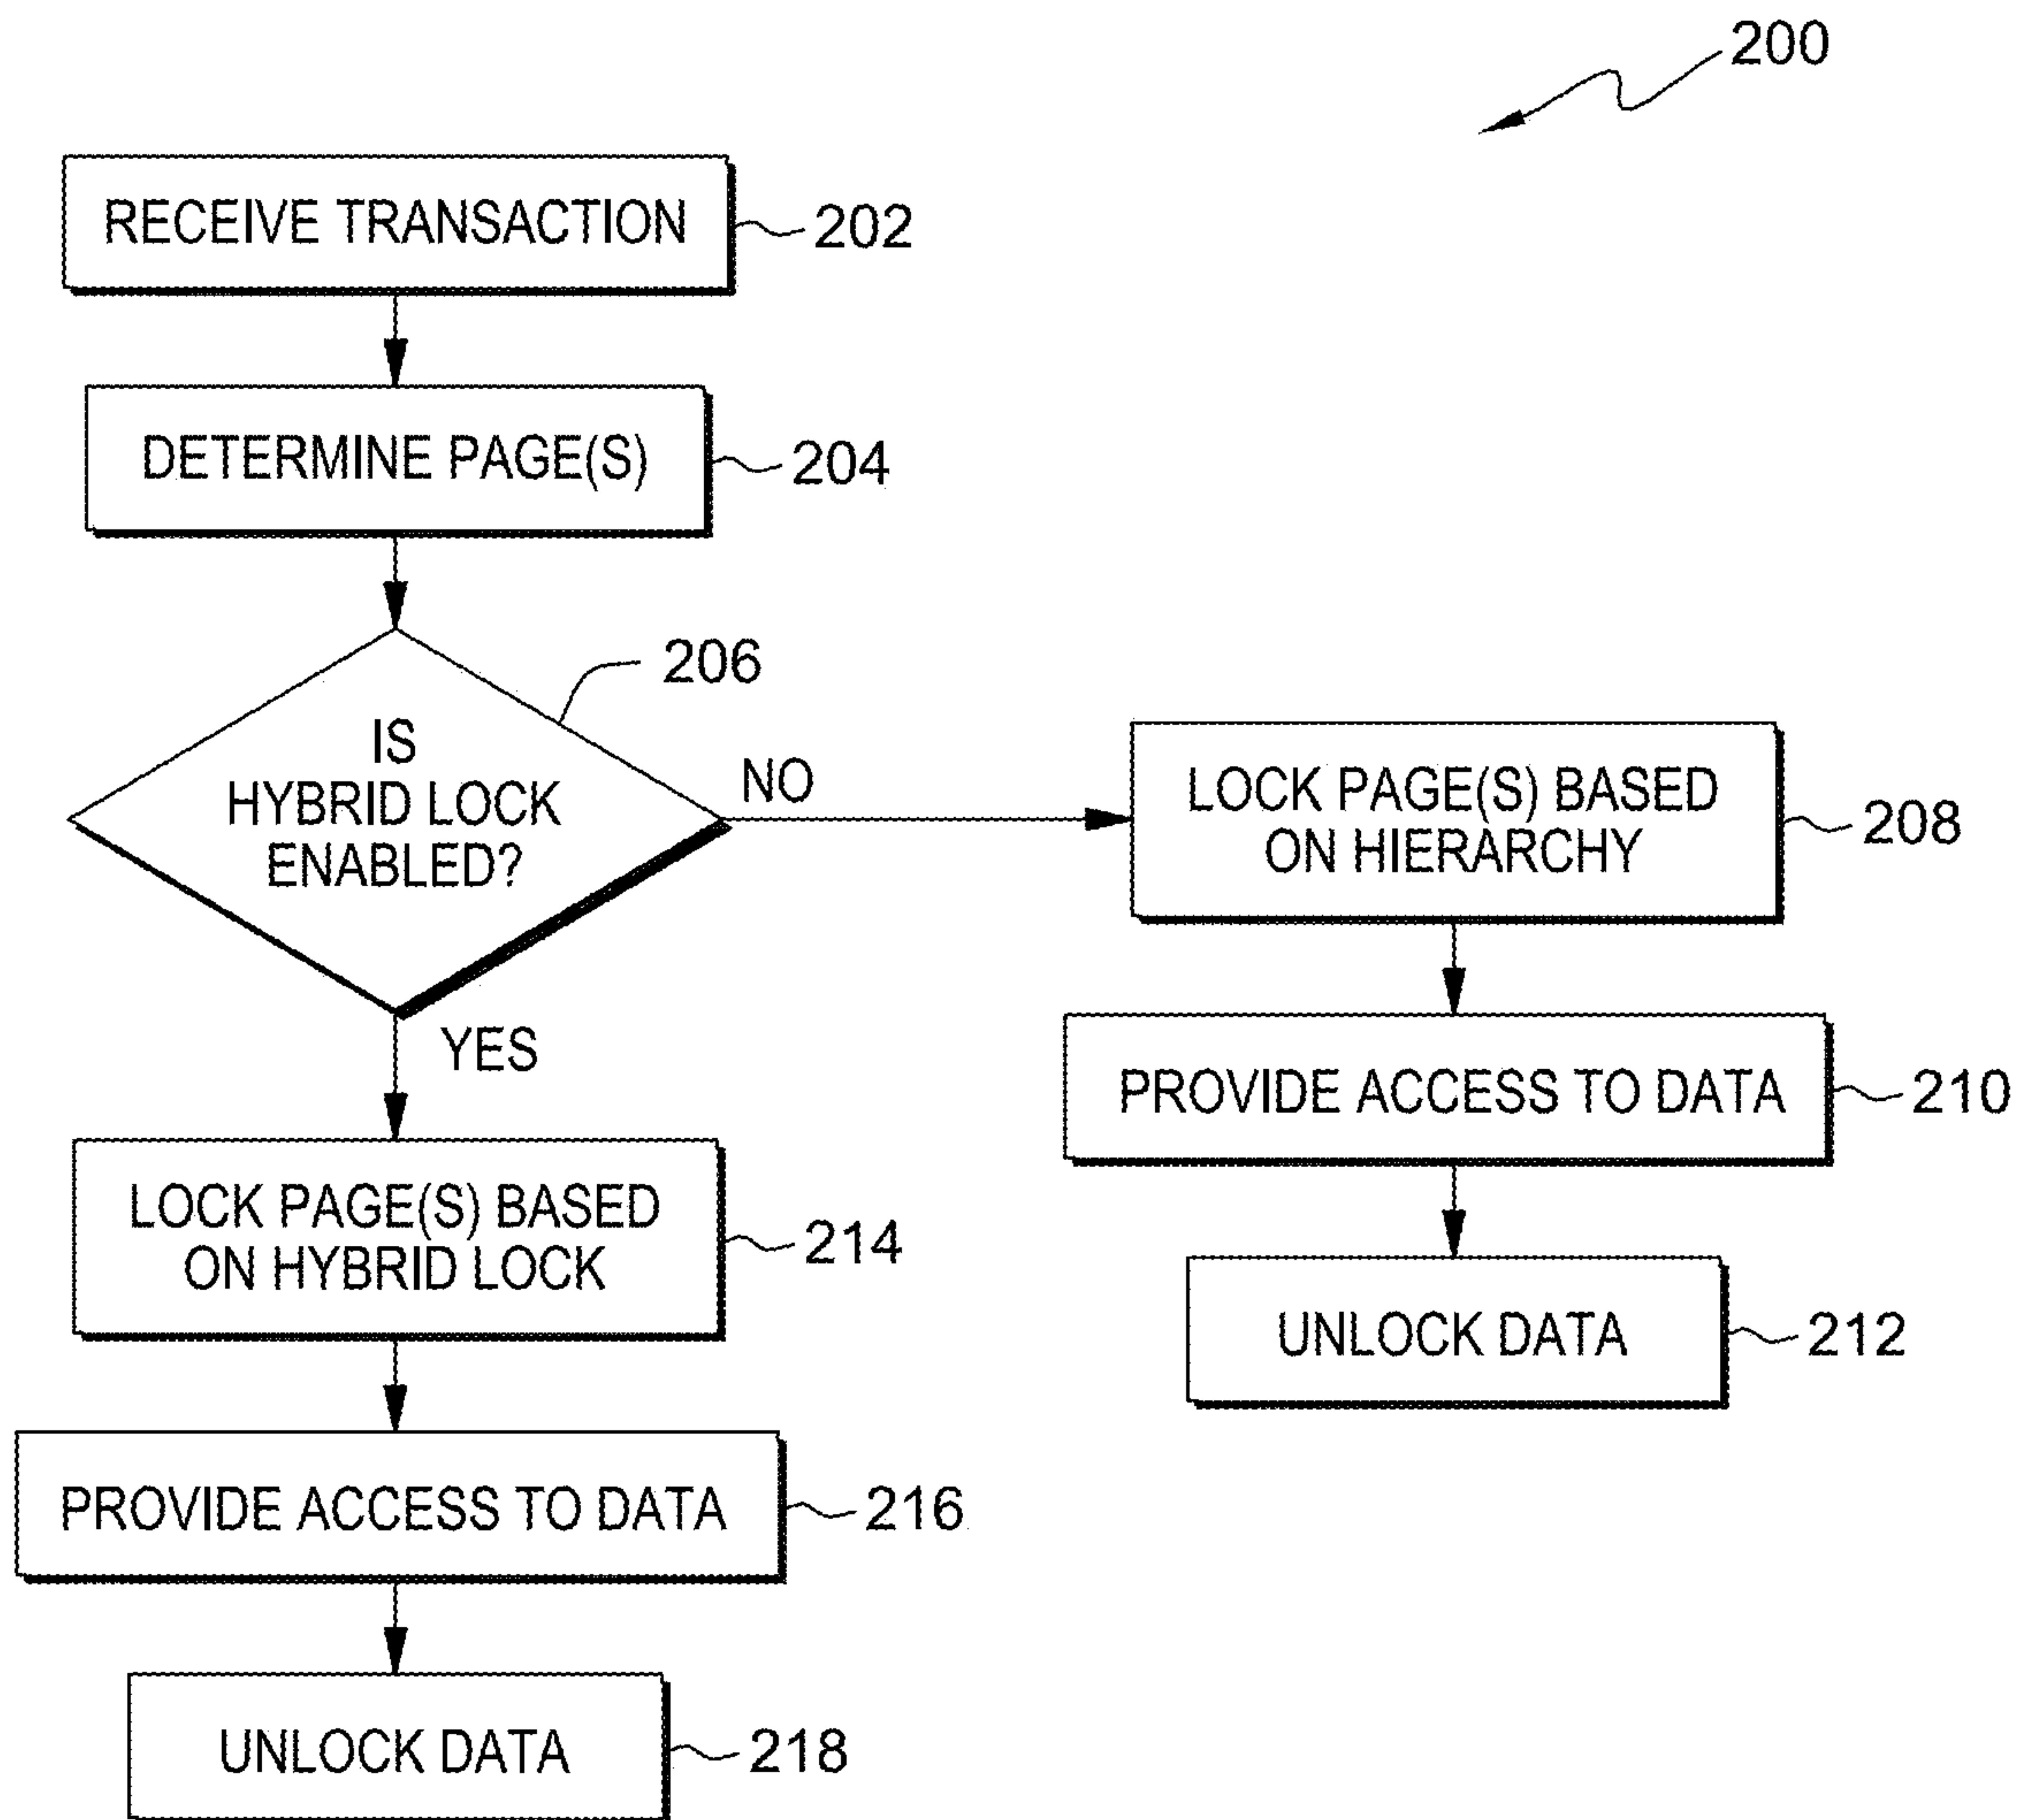 200
RECEIVE TRANSACTION
202
DETERMINE PAGE(S)
204
206
IS
HYBRID LOCK
ENABLED?
NO
LOCK PAGE(S) BASED
ON HIERARCHY
208
YES
PROVIDE ACCESS TO DATA
210
LOCK PAGE(S) BASED
ON HYBRID LOCK
214
UNLOCK DATA
212
PROVIDE ACCESS TO DATA
216
UNLOCK DATA
218